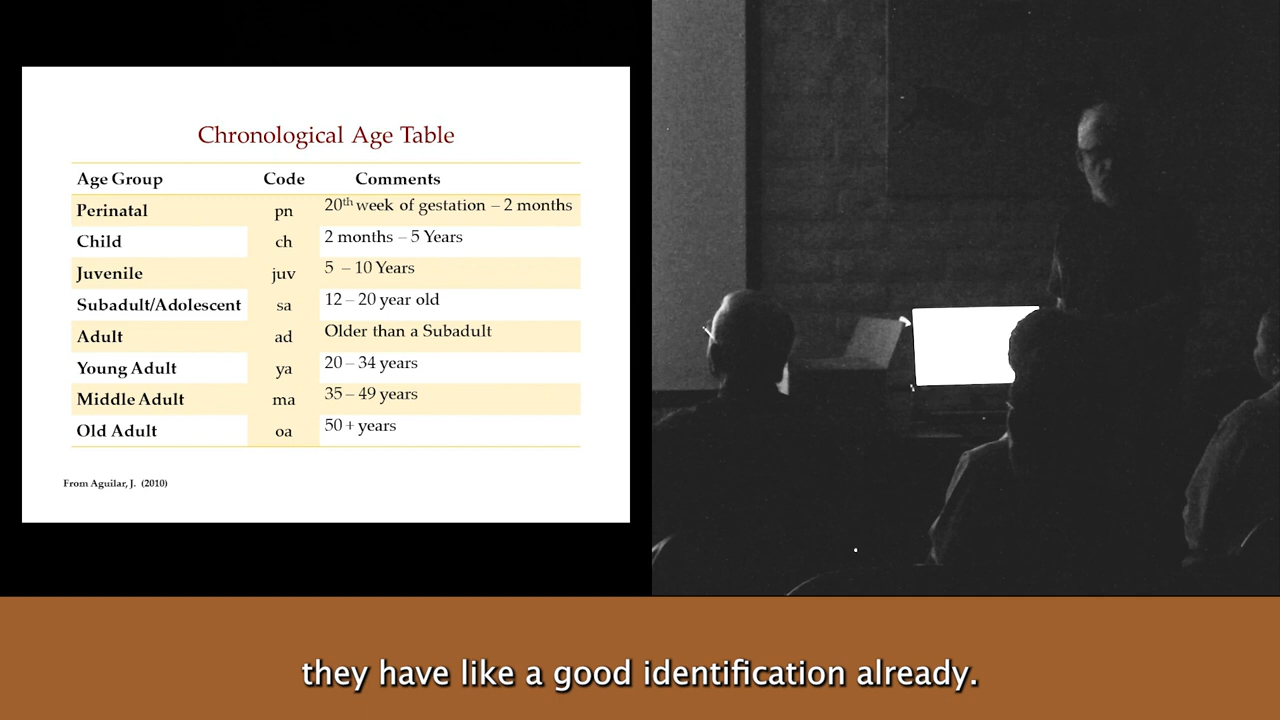 Chronological Age Table
Age Group Code Comments
Perinatal pn 20th week of gestation – 2 months
Child ch 2 months – 5 Years
Juvenile juv 5 – 10 Years
Subadult/Adolescent sa 12 – 20 year old
Adult ad Older than a Subadult
Young Adult ya 20 – 34 years
Middle Adult ma 35 – 49 years
Old Adult oa 50 + years
From Aguilar, J. (2010)
they have like a good identification already.